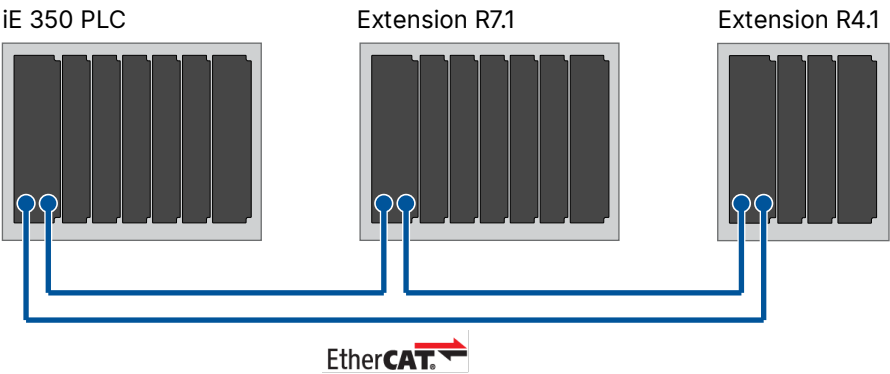 iE 350 PLC
Extension R7.1
Extension R4.1
EtherCAT®